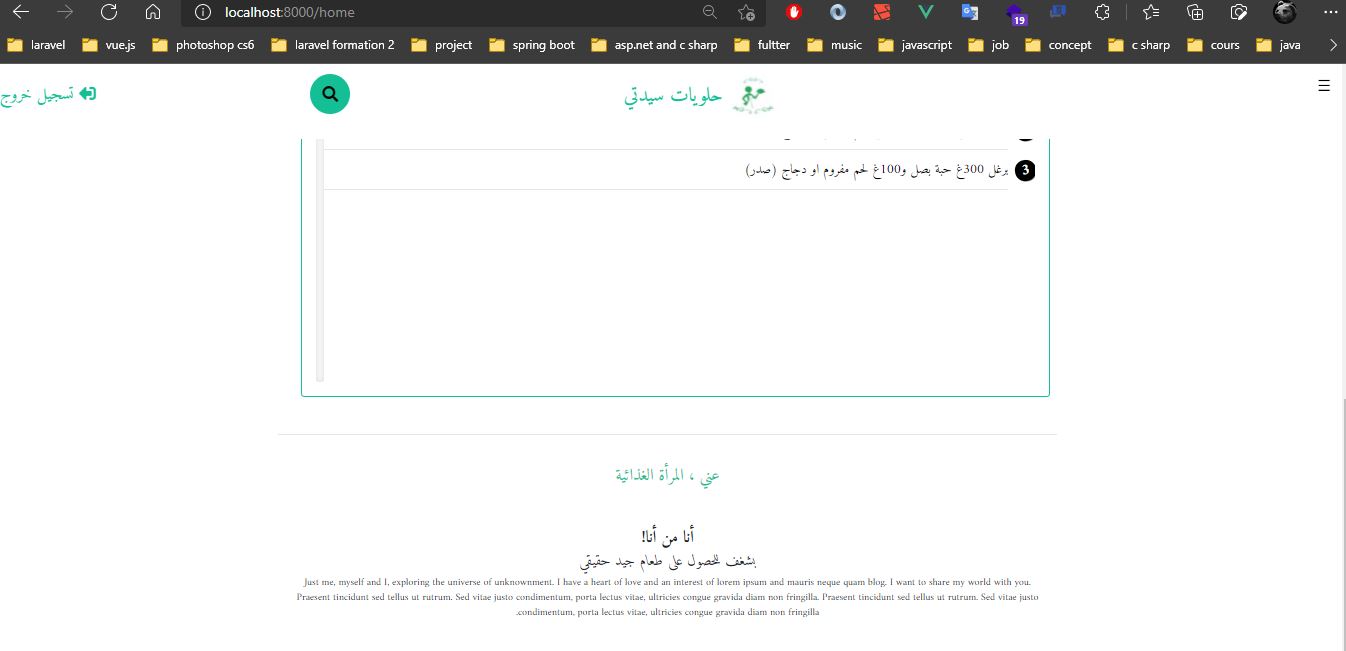 localhost:8000/home
19
laravel
vue.js
photoshop cs6
laravel formation 2
project
spring boot
asp.net and c sharp
fultter
music
javascript
job
concept
c sharp
cours
java
حلويات سيدتي
تسجيل خروج
3 برغل 300غ حبة بصل و100غ لحم مفروم او دجاج (صدر)
عني ، المرأة الغذائية
أنا من أنا!
بشغف للحصول على طعام جيد حقيقي
Just me, myself and I, exploring the universe of unknownment. I have a heart of love and an interest of lorem ipsum and mauris neque quam blog. I want to share my world with you.
Praesent tincidunt sed tellus ut rutrum. Sed vitae justo condimentum, porta lectus vitae, ultricies congue gravida diam non fringilla. Praesent tincidunt sed tellus ut rutrum. Sed vitae justo
.condimentum, porta lectus vitae, ultricies congue gravida diam non fringilla